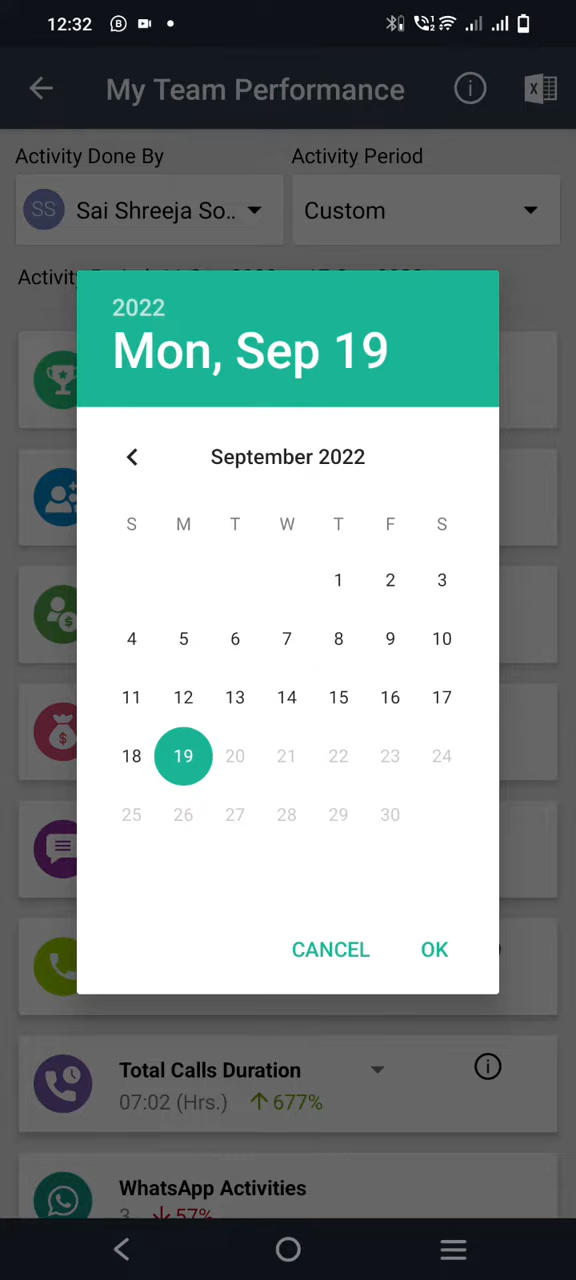 12:32
My Team Performance
Activity Done By
Activity Period
SS Sai Shreeja So..
Custom
2022
Mon, Sep 19
September 2022
S M T W T F S
1 2 3
4 5 6 7 8 9 10
11 12 13 14 15 16 17
18 19 20 21 22 23 24
25 26 27 28 29 30
CANCEL OK
Total Calls Duration
07:02 (Hrs.) ↑ 677%
WhatsApp Activities
3 ↓ 57%